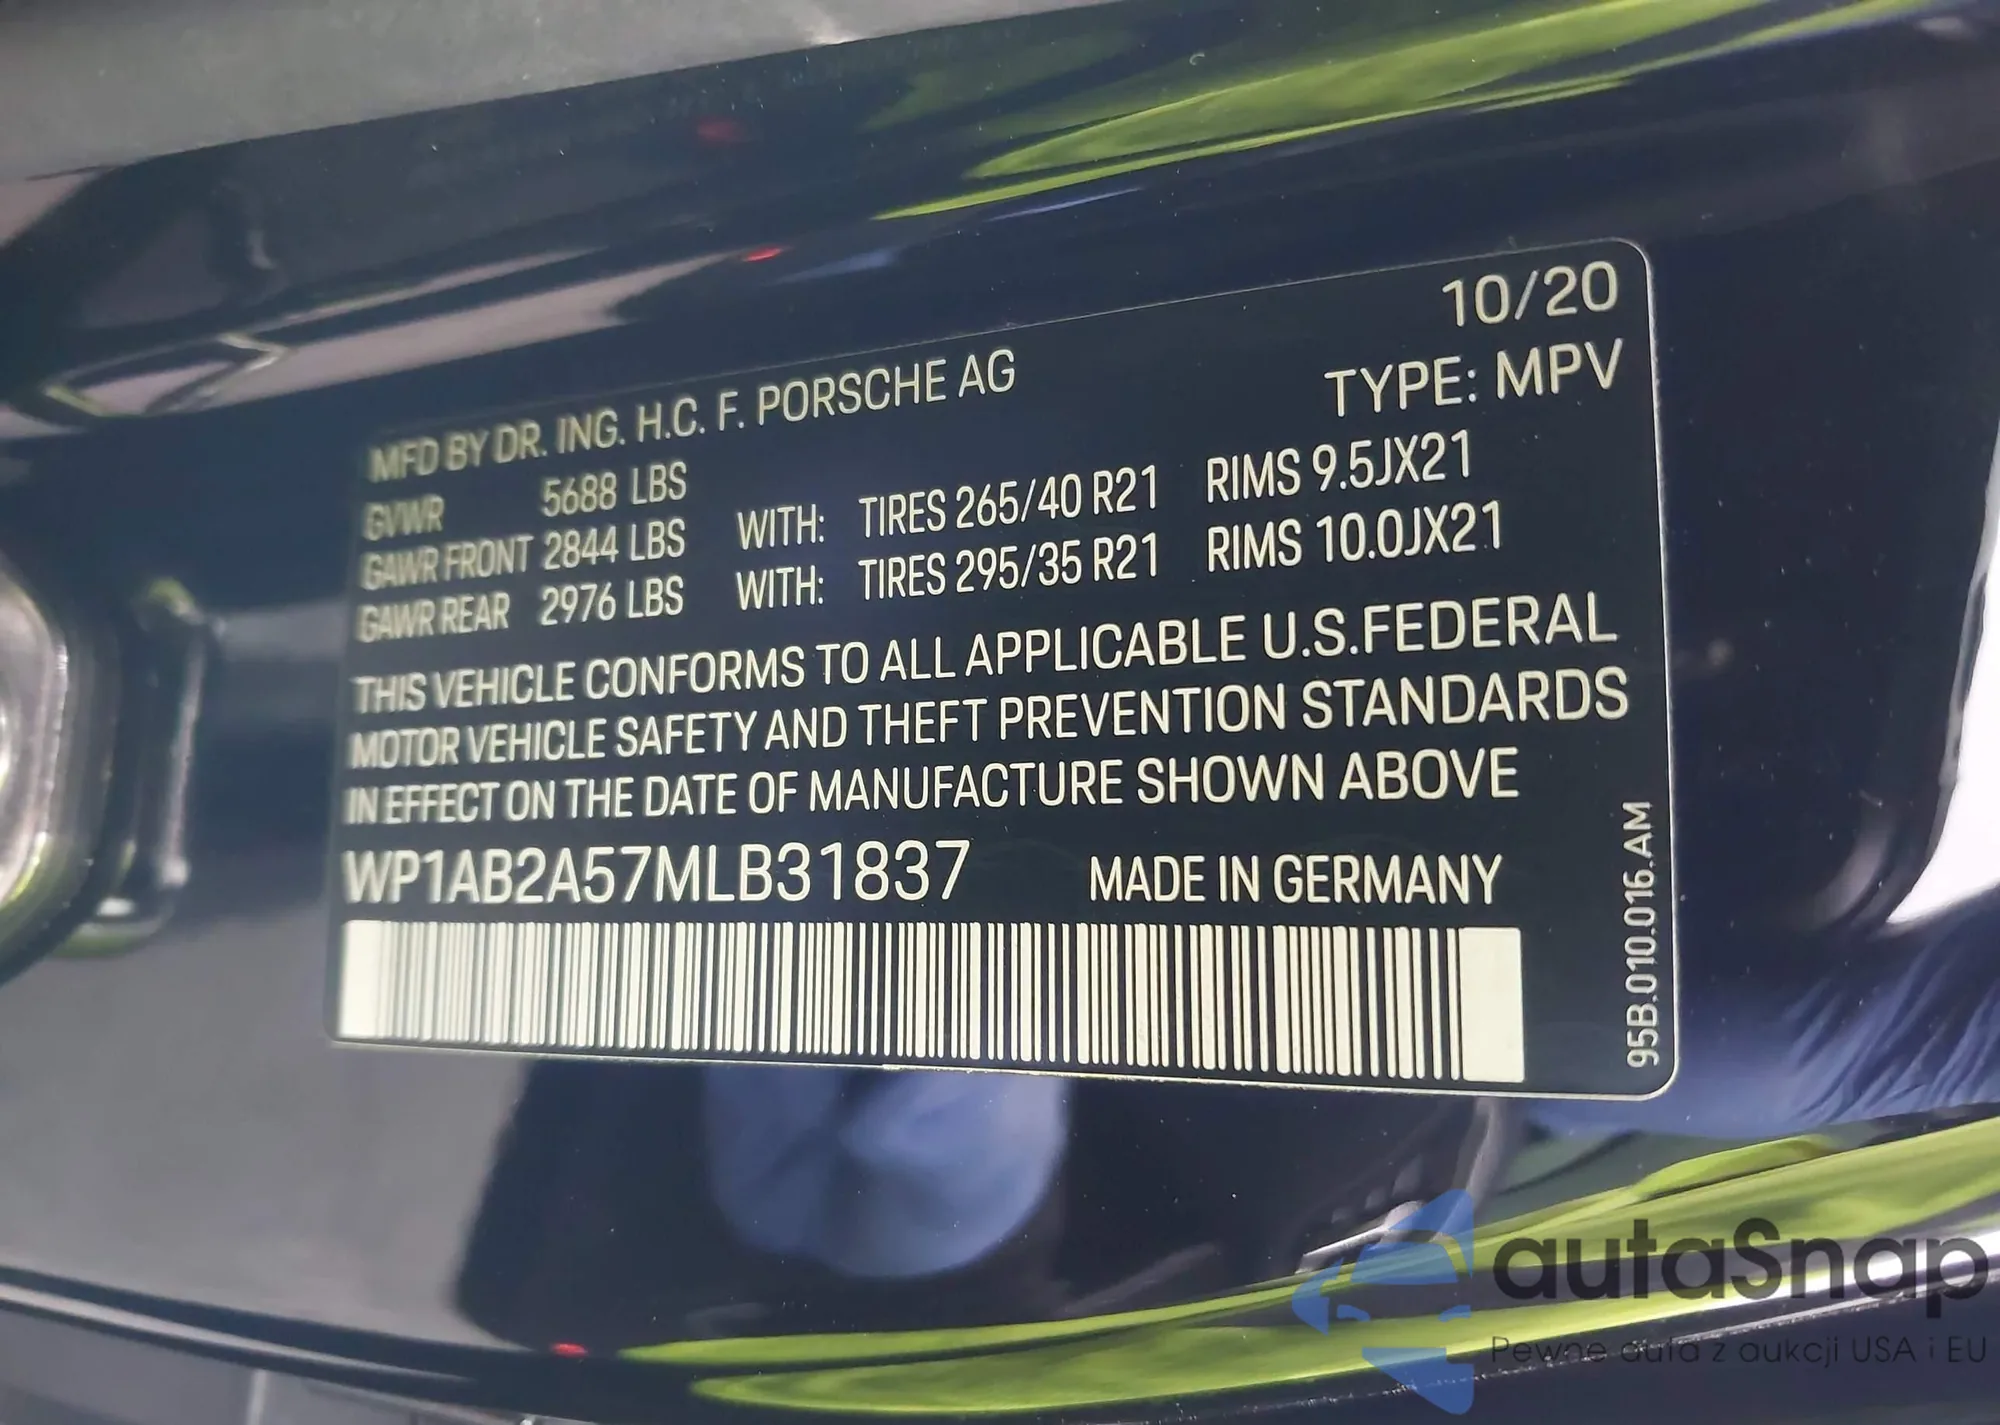 10/20
MFD BY DR. ING. H.C. F. PORSCHE AG TYPE: MPV
GVWR 5688 LBS
GAWR FRONT 2844 LBS WITH: TIRES 265/40 R21 RIMS 9.5JX21
GAWR REAR 2976 LBS WITH: TIRES 295/35 R21 RIMS 10.0JX21
THIS VEHICLE CONFORMS TO ALL APPLICABLE U.S.FEDERAL
MOTOR VEHICLE SAFETY AND THEFT PREVENTION STANDARDS
IN EFFECT ON THE DATE OF MANUFACTURE SHOWN ABOVE
WP1AB2A57MLB31837 MADE IN GERMANY
95B.010.016.AM
autaSnap
Pewne auta z aukcji USA i EU